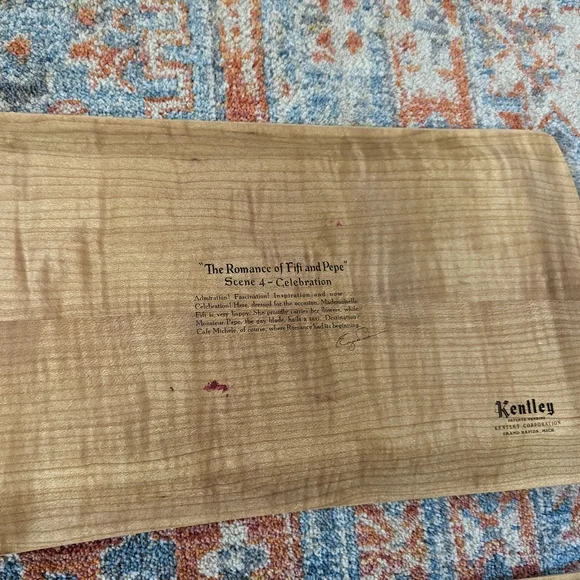 "The Romance of Fifi and Pepe"
Scene 4 - Celebration
Admiration! Fascination! Inspiration and now
Celebration! Here, dressed for the occasion, Mademoiselle
Fifi is very happy. She proudly carries her flowers, while
Monsieur Pepe, the gay blade, hails a taxi. Destination
Cafe Michele, of course, where Romance had its beginning.
Kentley
PATENTS PENDING
KENTLEY CORPORATION
GRAND RAPIDS, MICH.